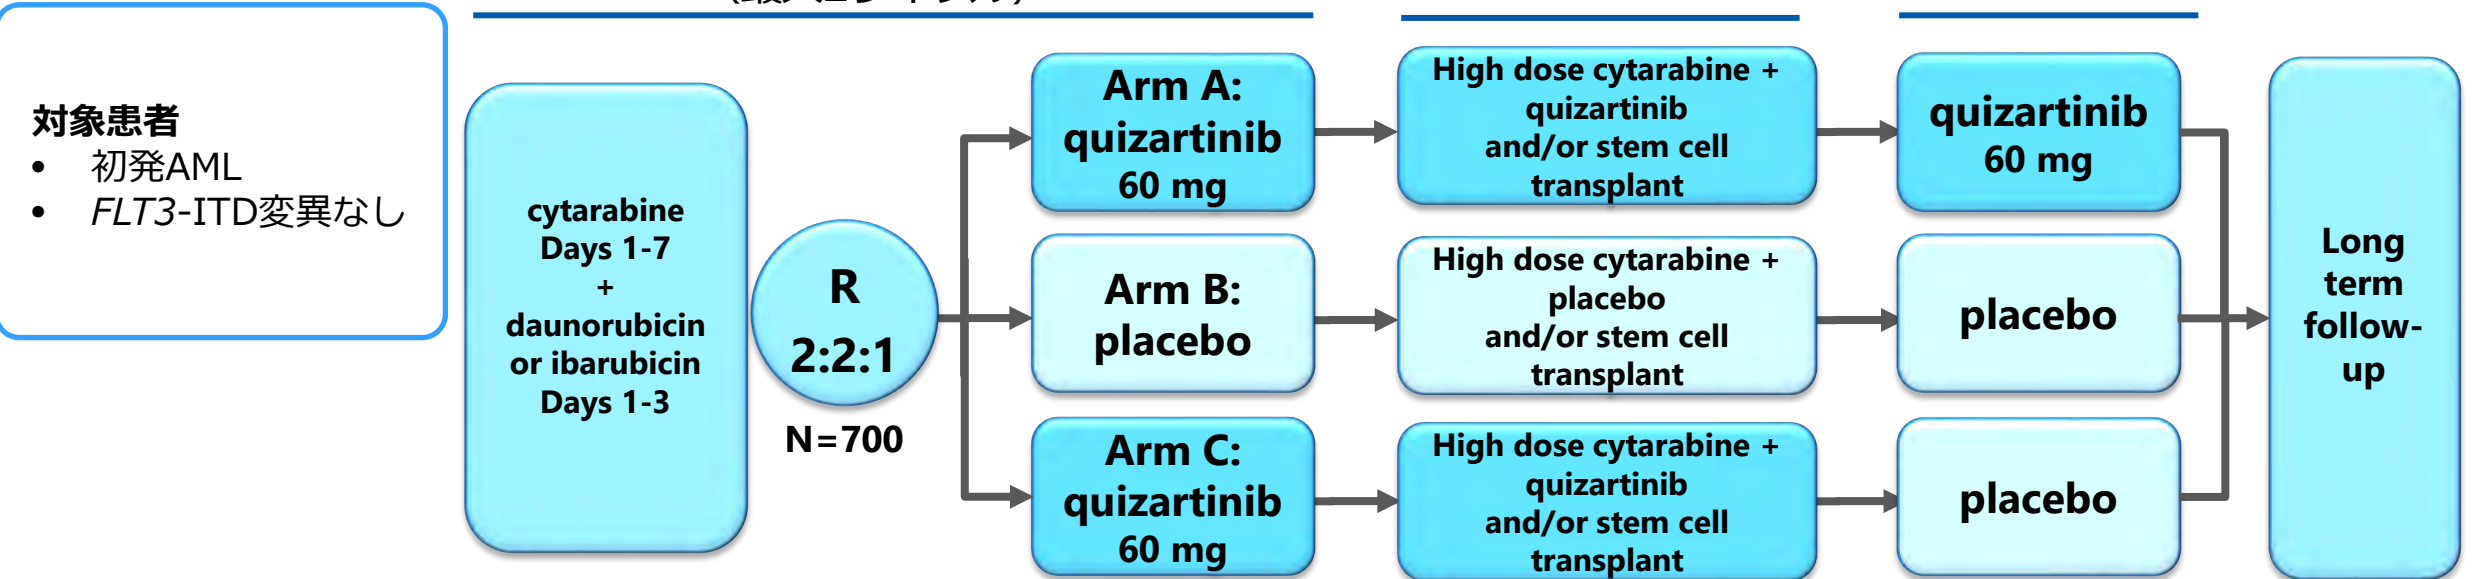 対象患者
• 初発AML
• FLT3-ITD変異なし
cytarabine
Days 1-7
+
daunorubicin
or ibarubicin
Days 1-3
R
2:2:1
N=700
Arm A:
quizartinib
60 mg
High dose cytarabine +
quizartinib
and/or stem cell
transplant
quizartinib
60 mg
Arm B:
placebo
High dose cytarabine +
placebo
and/or stem cell
transplant
placebo
Arm C:
quizartinib
60 mg
High dose cytarabine +
quizartinib
and/or stem cell
transplant
placebo
Long
term
follow-
up